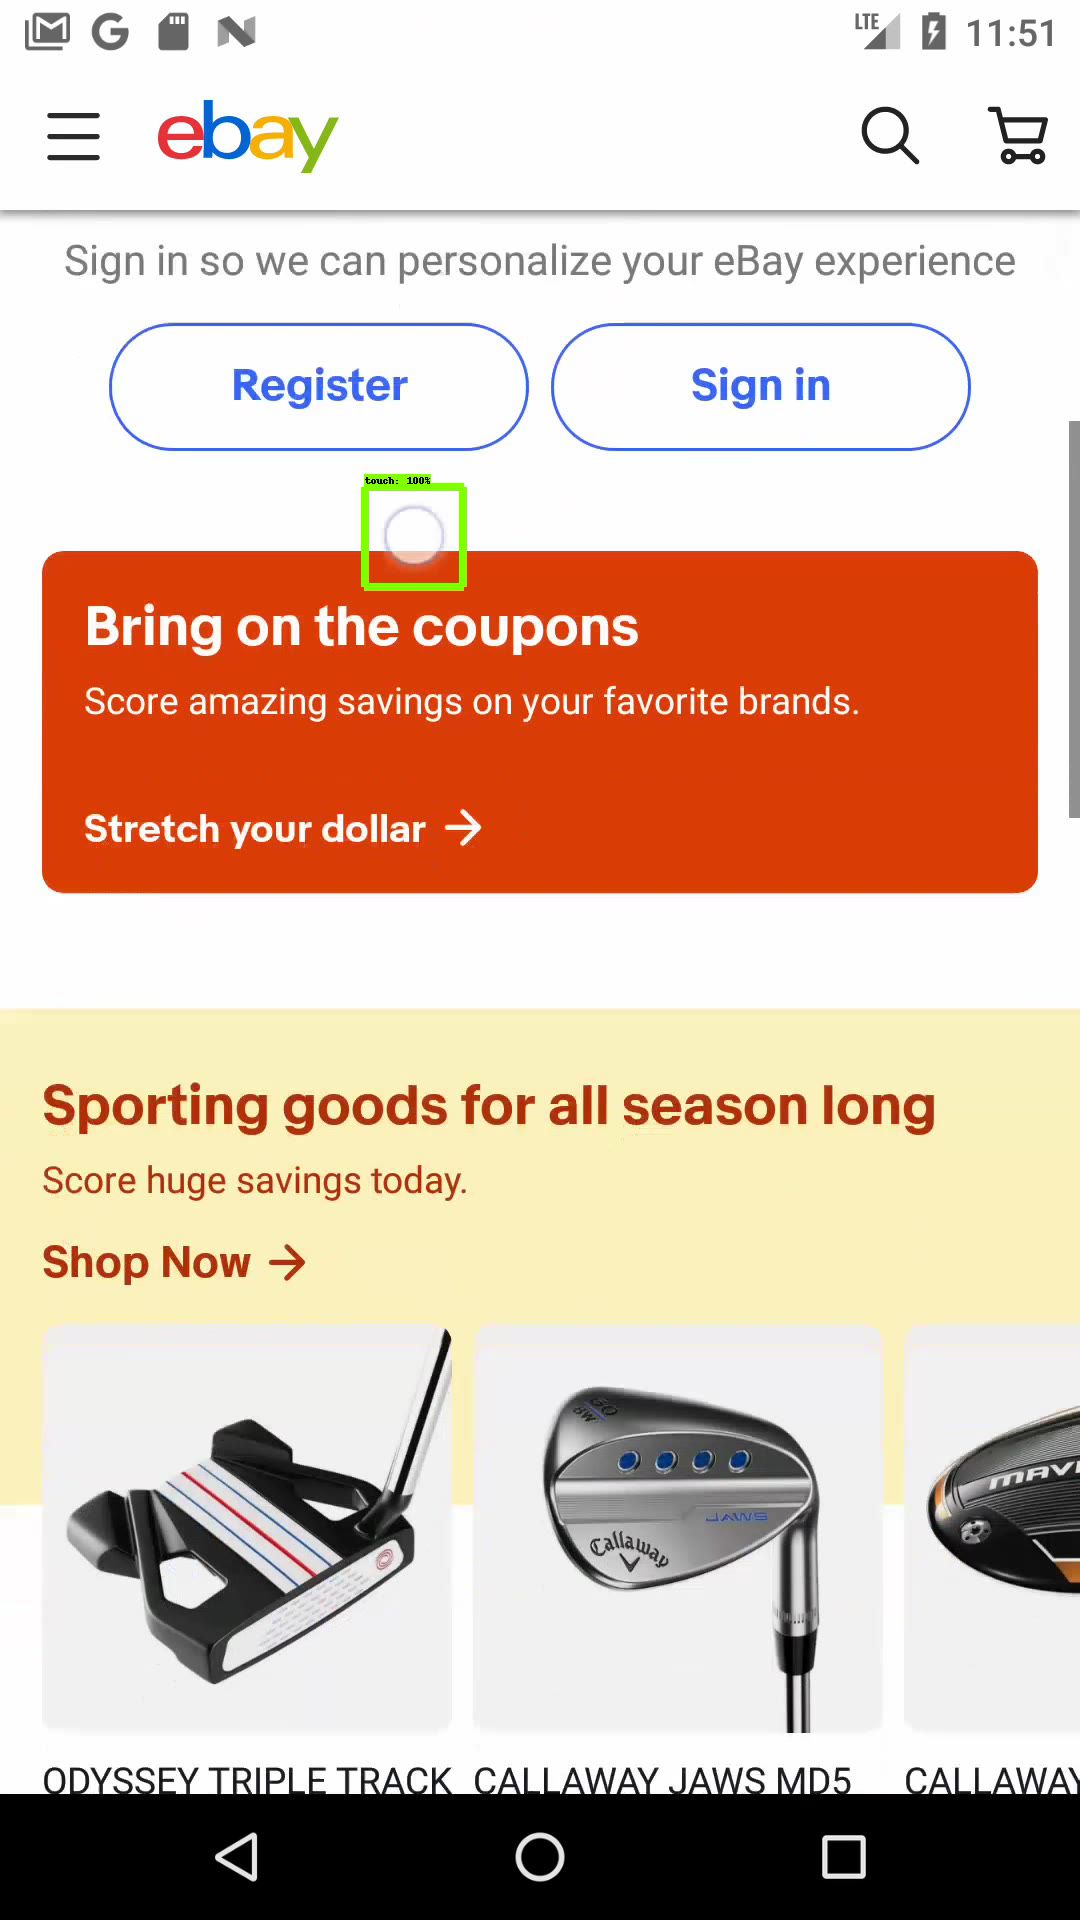 LTE 11:51
ebay
Sign in so we can personalize your eBay experience
Register Sign in
touch: 100%
Bring on the coupons
Score amazing savings on your favorite brands.
Stretch your dollar
Sporting goods for all season long
Score huge savings today.
Shop Now
JAWS
Callaway
MAV
ODYSSEY TRIPLE TRACK CALLAWAY JAWS MD5 CALLAWAY